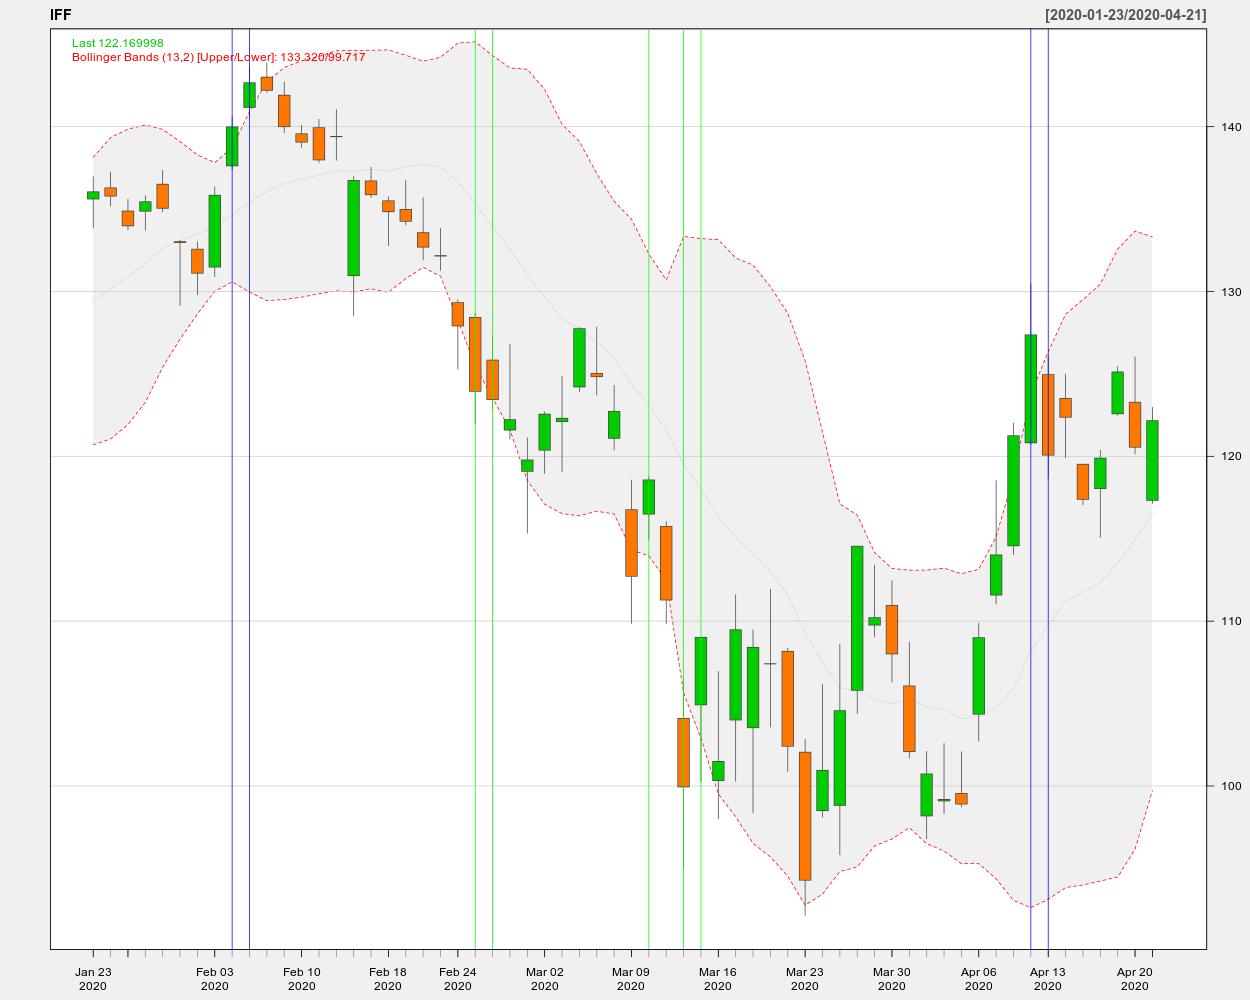 IFF
[2020-01-23/2020-04-21]
Last 122.169998
Bollinger Bands (13,2) [Upper/Lower]: 133.320/99.717
140
130
120
110
100
Jan 23 Feb 03 Feb 10 Feb 18 Feb 24 Mar 02 Mar 09 Mar 16 Mar 23 Mar 30 Apr 06 Apr 13 Apr 20
2020 2020 2020 2020 2020 2020 2020 2020 2020 2020 2020 2020 2020